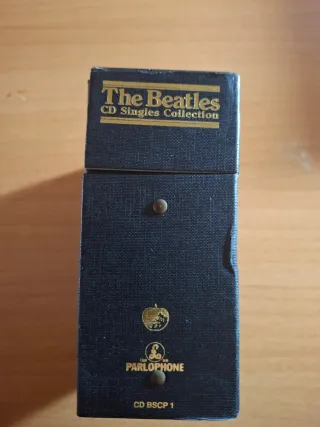 The Beatles
CD Singles Collection
PARLOPHONE
CD BSCP 1